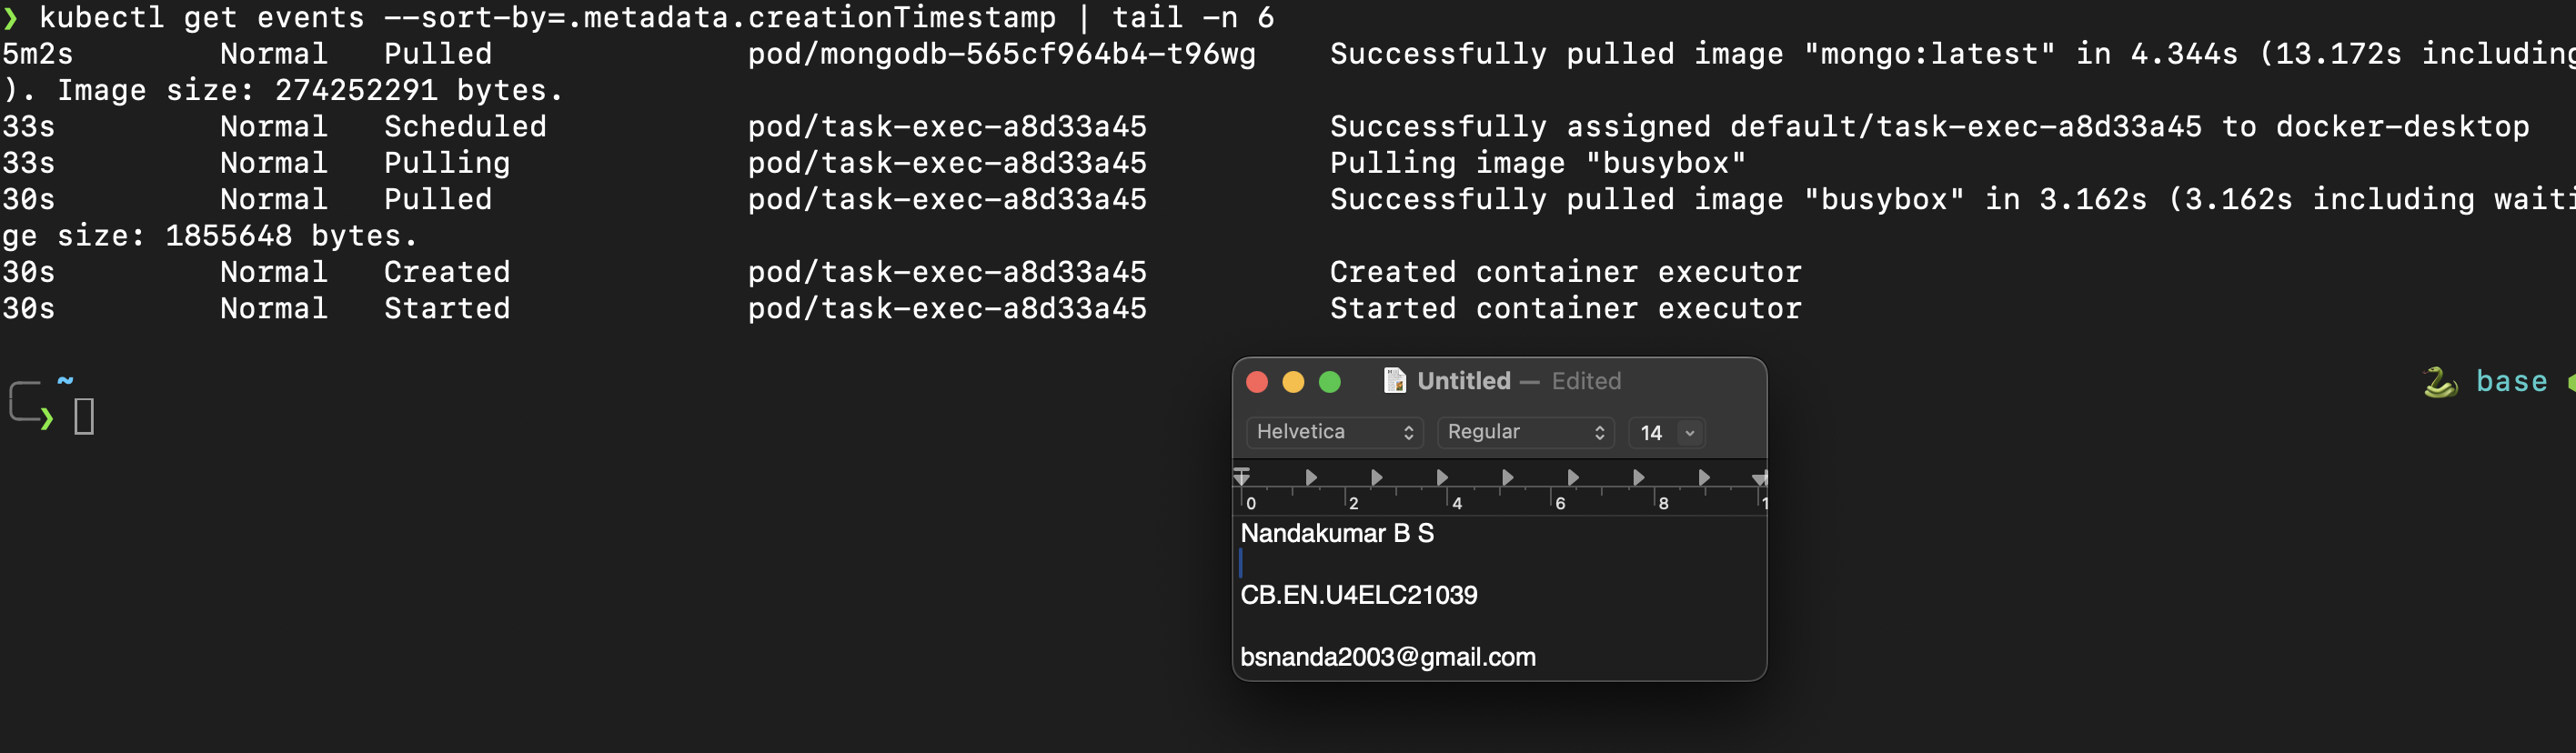 ❯ kubectl get events --sort-by=.metadata.creationTimestamp | tail -n 6
5m2s        Normal   Pulled              pod/mongodb-565cf964b4-t96wg    Successfully pulled image "mongo:latest" in 4.344s (13.172s including
). Image size: 274252291 bytes.
33s         Normal   Scheduled           pod/task-exec-a8d33a45          Successfully assigned default/task-exec-a8d33a45 to docker-desktop
33s         Normal   Pulling             pod/task-exec-a8d33a45          Pulling image "busybox"
30s         Normal   Pulled              pod/task-exec-a8d33a45          Successfully pulled image "busybox" in 3.162s (3.162s including waiti
ge size: 1855648 bytes.
30s         Normal   Created             pod/task-exec-a8d33a45          Created container executor
30s         Normal   Started             pod/task-exec-a8d33a45          Started container executor
~
❯
base
Untitled — Edited
Helvetica Regular 14
0 2 4 6 8 1
Nandakumar B S
CB.EN.U4ELC21039
bsnanda2003@gmail.com